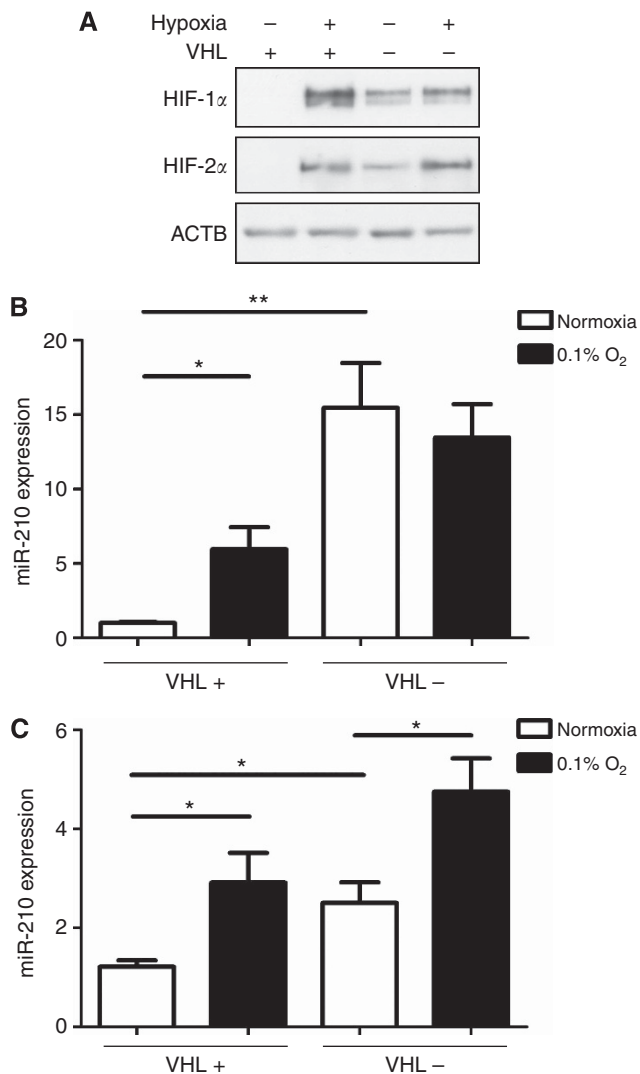 A
Hypoxia – + – +
VHL + + – –
HIF-1α
HIF-2α
ACTB
B
**
*
Normoxia
0.1% O₂
20
15
10
5
0
miR-210 expression
VHL + VHL –
C
*
*
*
Normoxia
0.1% O₂
6
4
2
0
miR-210 expression
VHL + VHL –